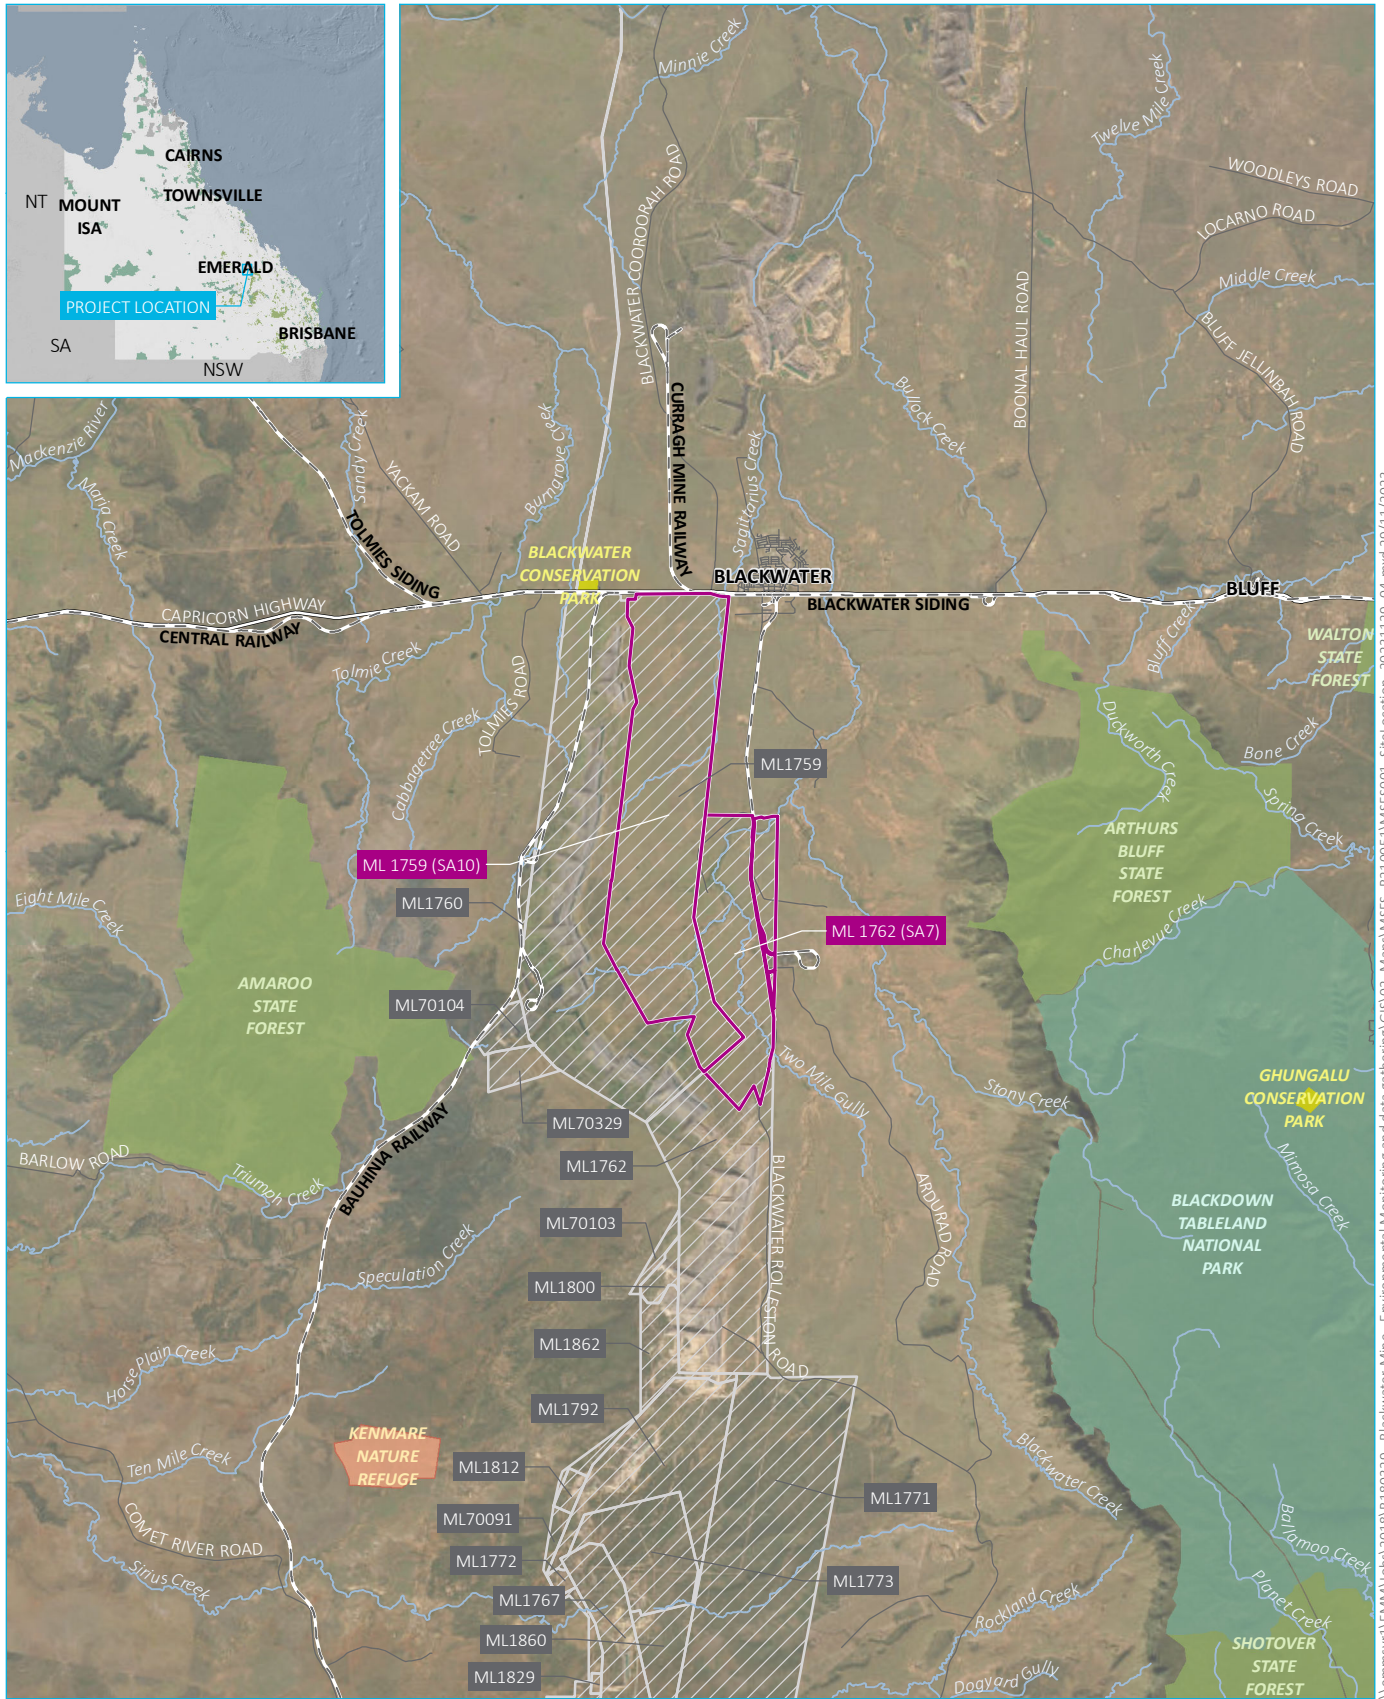 NT
MOUNT
ISA
CAIRNS
TOWNSVILLE
EMERALD
PROJECT LOCATION
BRISBANE
SA
NSW
Minnie Creek
Twelve Mile Creek
BLACKWATER COOROORAH ROAD
WOODLEYS ROAD
LOCARNO ROAD
Middle Creek
BLUFF JELLINBAH ROAD
BOONAL HAUL ROAD
Bullock Creek
CURRAGH MINE RAILWAY
Sagittarius Creek
Burngrove Creek
Mackenzie River
Maria Creek
Sandy Creek
YACKAM ROAD
TOLMIES SIDING
BLACKWATER
CONSERVATION
PARK
BLACKWATER
BLACKWATER SIDING
BLUFF
CAPRICORN HIGHWAY
CENTRAL RAILWAY
Tolmie Creek
Bluff Creek
WALTON
STATE
FOREST
Cabbagetree Creek
TOLMIES ROAD
Duckworth Creek
Bone Creek
Spring Creek
ML1759
ARTHURS
BLUFF
STATE
FOREST
ML 1759 (SA10)
ML1760
ML 1762 (SA7)
Eight Mile Creek
Charlevue Creek
AMAROO
STATE
FOREST
ML70104
Two Mile Gully
Stony Creek
GHUNGALU
CONSERVATION
PARK
Mimosa Creek
ML70329
ML1762
BARLOW ROAD
Triumph Creek
BAUHINIA RAILWAY
BLACKWATER ROLLESTON ROAD
ARDURAD ROAD
BLACKDOWN
TABLELAND
NATIONAL
PARK
ML70103
Speculation Creek
ML1800
ML1862
Horse Plain Creek
ML1792
KENMARE
NATURE
REFUGE
Ten Mile Creek
ML1812
ML1771
Blackwater Creek
ML70091
COMET RIVER ROAD
Sirius Creek
ML1772
ML1773
ML1767
Rockland Creek
Ballamoo Creek
Planet Creek
ML1860
ML1829
Dogyard Gully
SHOTOVER
STATE
FOREST